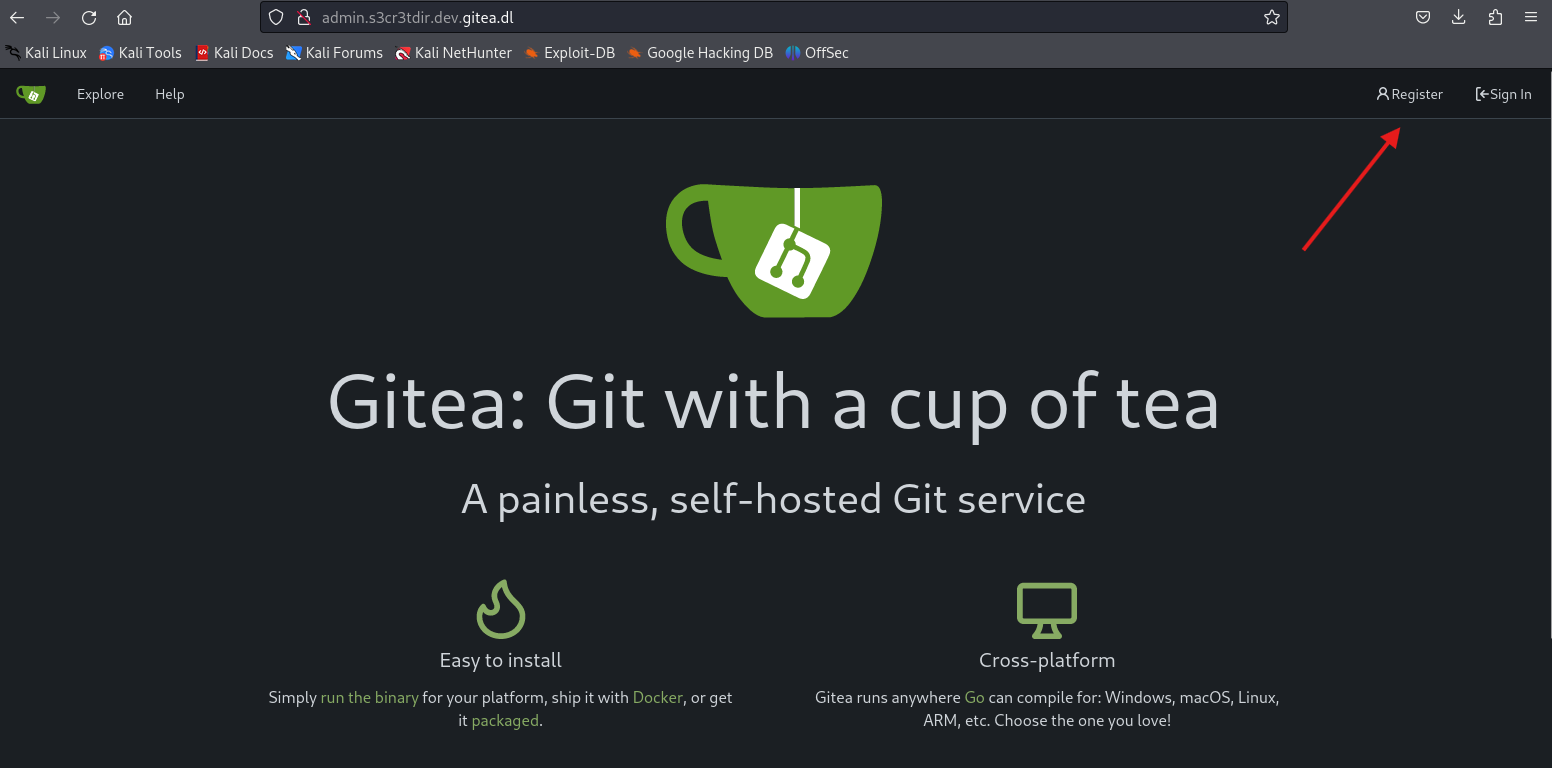 admin.s3cr3tdir.dev.gitea.dl
Kali Linux Kali Tools Kali Docs Kali Forums Kali NetHunter Exploit-DB Google Hacking DB OffSec
Explore Help Register Sign In
Gitea: Git with a cup of tea
A painless, self-hosted Git service
Easy to install
Simply run the binary for your platform, ship it with Docker, or get
it packaged.
Cross-platform
Gitea runs anywhere Go can compile for: Windows, macOS, Linux,
ARM, etc. Choose the one you love!